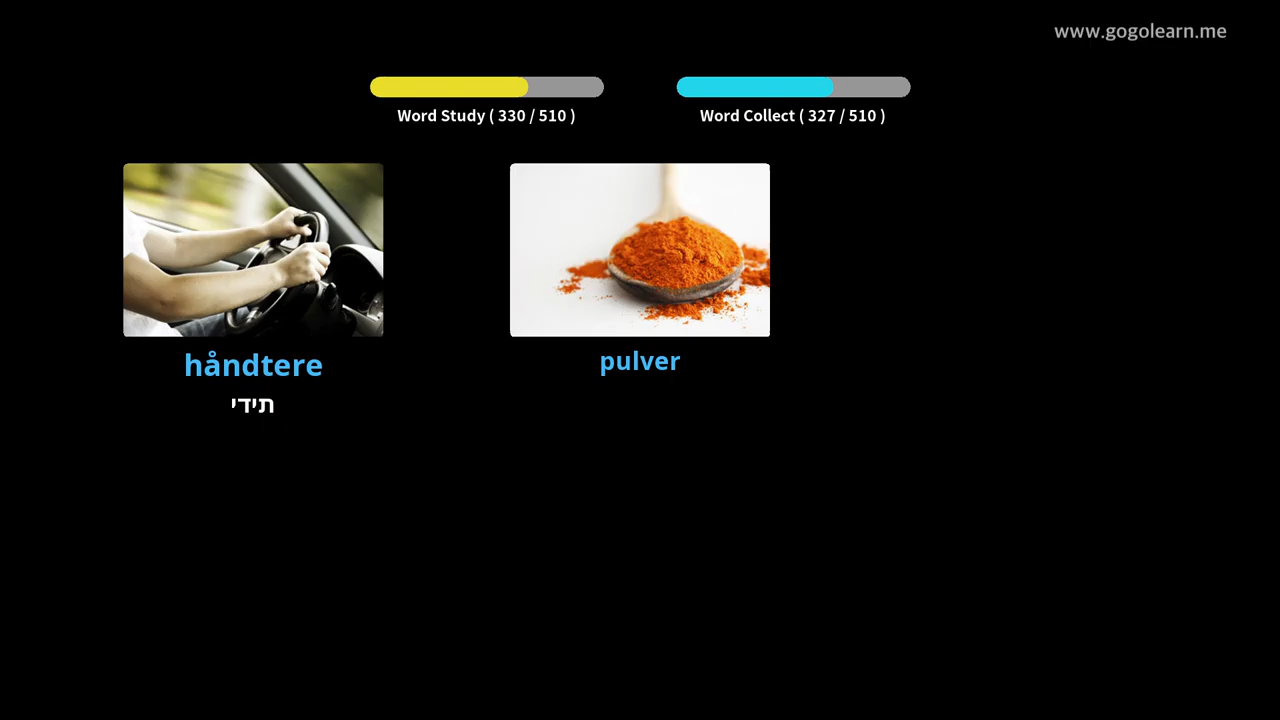 www.gogolearn.me
Word Study ( 330 / 510 )
Word Collect ( 327 / 510 )
håndtere
תידי
pulver